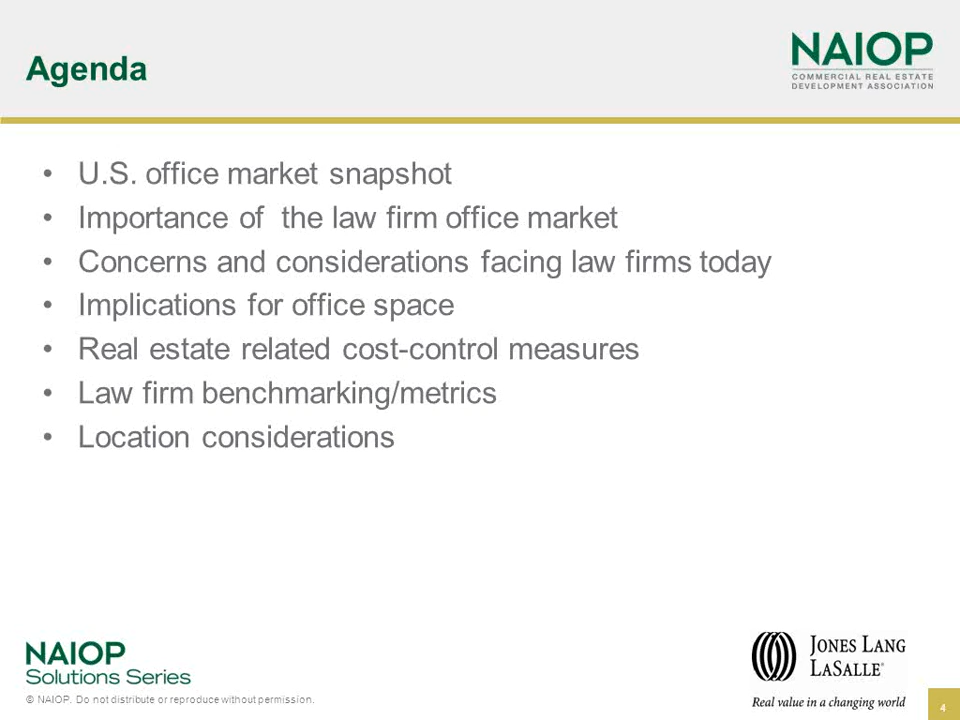 Agenda
NAIOP
COMMERCIAL REAL ESTATE
DEVELOPMENT ASSOCIATION
• U.S. office market snapshot
• Importance of  the law firm office market
• Concerns and considerations facing law firms today
• Implications for office space
• Real estate related cost-control measures
• Law firm benchmarking/metrics
• Location considerations
NAIOP
Solutions Series
© NAIOP. Do not distribute or reproduce without permission.
JONES LANG
LASALLE®
Real value in a changing world
4